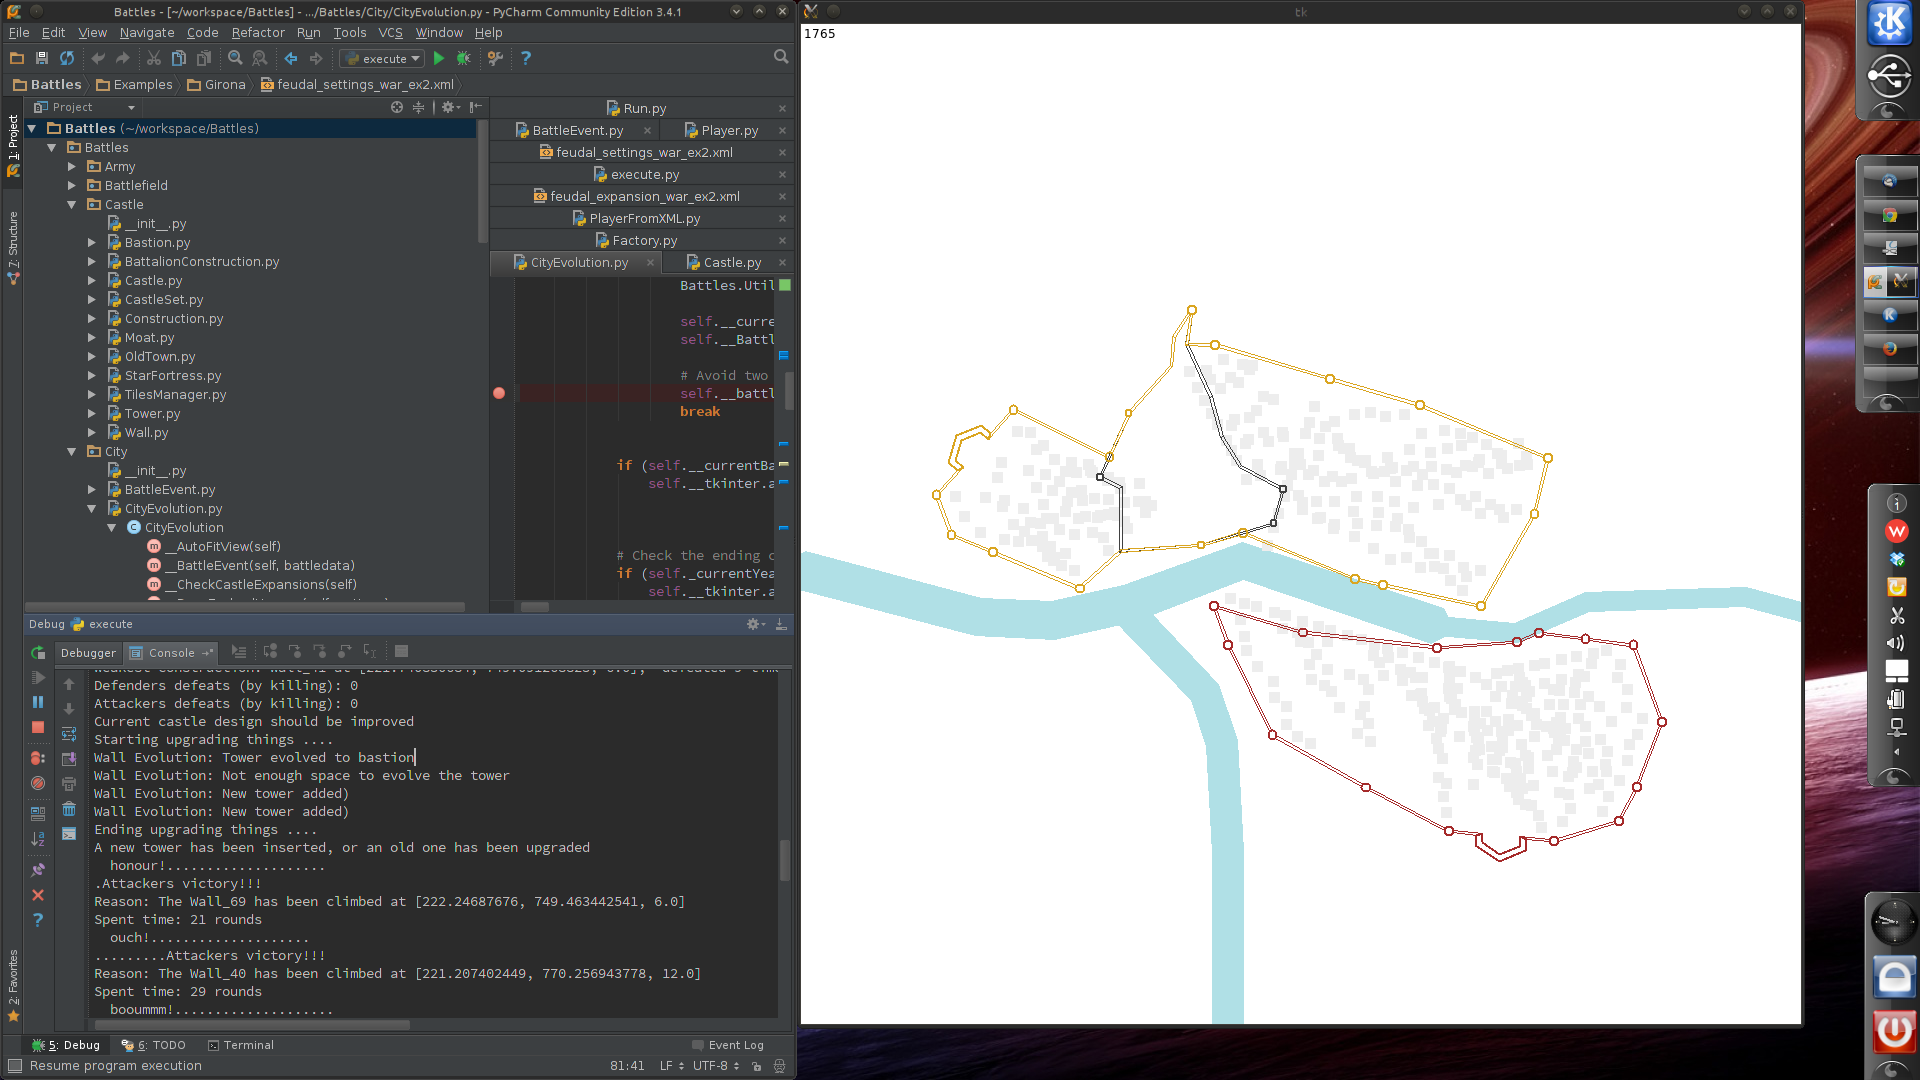 Battles - [~/workspace/Battles] - .../Battles/City/CityEvolution.py - PyCharm Community Edition 3.4.1
File Edit View Navigate Code Refactor Run Tools VCS Window Help
execute
Battles Examples Girona feudal_settings_war_ex2.xml
Project
1: Project
Z: Structure
2: Favorites
Battles (~/workspace/Battles)
Battles
Army
Battlefield
Castle
__init__.py
Bastion.py
BattalionConstruction.py
Castle.py
CastleSet.py
Construction.py
Moat.py
OldTown.py
StarFortress.py
TilesManager.py
Tower.py
Wall.py
City
__init__.py
BattleEvent.py
CityEvolution.py
CityEvolution
__AutoFitView(self)
__BattleEvent(self, battledata)
__CheckCastleExpansions(self)
Run.py
BattleEvent.py Player.py
feudal_settings_war_ex2.xml
execute.py
feudal_expansion_war_ex2.xml
PlayerFromXML.py
Factory.py
CityEvolution.py Castle.py
Battles.Util
self.__curre
self.__Battl
# Avoid two
self.__battl
break
if (self.__currentBa
self.__tkinter.a
# Check the ending c
if (self._currentYea
self.__tkinter.a
Debug execute
Debugger Console
Defenders defeats (by killing): 0
Attackers defeats (by killing): 0
Current castle design should be improved
Starting upgrading things ....
Wall Evolution: Tower evolved to bastion
Wall Evolution: Not enough space to evolve the tower
Wall Evolution: New tower added)
Wall Evolution: New tower added)
Ending upgrading things ....
A new tower has been inserted, or an old one has been upgraded
honour!....................
.Attackers victory!!!
Reason: The Wall_69 has been climbed at [222.24687676, 749.463442541, 6.0]
Spent time: 21 rounds
ouch!....................
.........Attackers victory!!!
Reason: The Wall_40 has been climbed at [221.207402449, 770.256943778, 12.0]
Spent time: 29 rounds
booummm!....................
5: Debug 6: TODO Terminal Event Log
Resume program execution 81:41 LF UTF-8
tk
1765